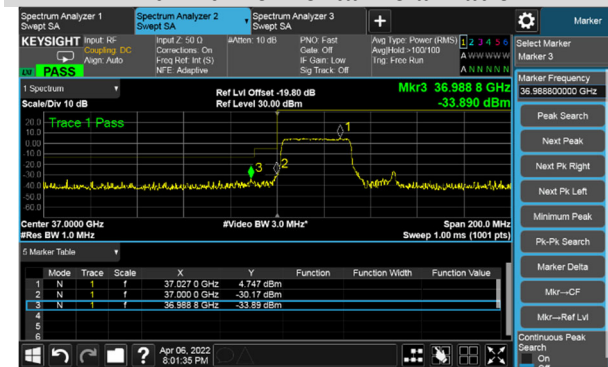 Spectrum Analyzer 1
Swept SA
Spectrum Analyzer 2
Swept SA
Spectrum Analyzer 3
Swept SA
+
Marker
KEYSIGHT
Input: RF
Coupling: DC
Align: Auto
Input Z: 50 Ω
Corrections: On
Freq Ref: Int (S)
NFE: Adaptive
#Atten: 10 dB
PNO: Fast
Gate: Off
IF Gain: Low
Sig Track: Off
Avg Type: Power (RMS)
Avg|Hold >100/100
Trig: Free Run
1 2 3 4 5 6
A W W W W W
A N N N N N
PASS
Select Marker
Marker 3
Marker Frequency
36.988800000 GHz
Peak Search
Next Peak
Next Pk Right
Next Pk Left
Minimum Peak
Pk-Pk Search
Marker Delta
Mkr→CF
Mkr→Ref Lvl
Continuous Peak
Search
On
Off
1 Spectrum
Scale/Div 10 dB
Ref Lvl Offset -19.80 dB
Ref Level 30.00 dBm
Mkr3 36.988 8 GHz
-33.890 dBm
Trace 1 Pass
20.0
10.0
0.00
-10.0
-20.0
-30.0
-40.0
-50.0
-60.0
1
2
3
Center 37.0000 GHz
#Res BW 1.0 MHz
#Video BW 3.0 MHz*
Span 200.0 MHz
Sweep 1.00 ms (1001 pts)
5 Marker Table
Mode Trace Scale X Y Function Function Width Function Value
1 N 1 f 37.027 0 GHz 4.747 dBm
2 N 1 f 37.000 0 GHz -30.17 dBm
3 N 1 f 36.988 8 GHz -33.89 dBm
4
5
6
?
Apr 06, 2022
8:01:35 PM